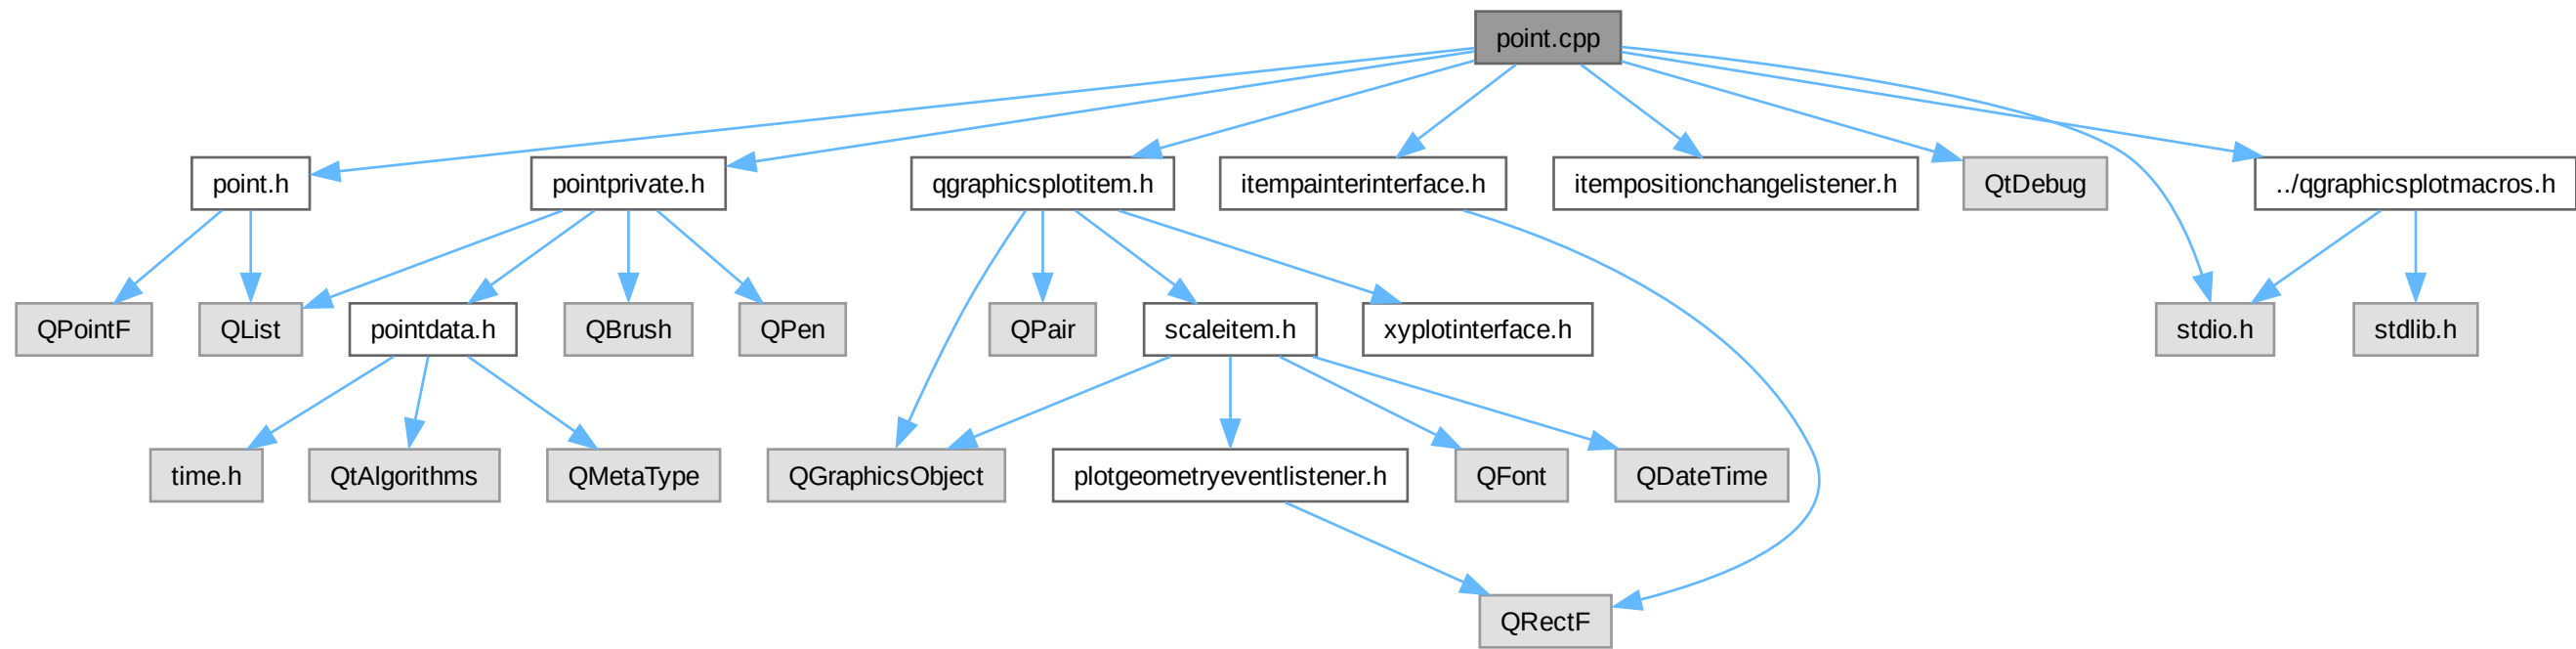 point.cpp
point.h
pointprivate.h
qgraphicsplotitem.h
itempainterinterface.h
itempositionchangelistener.h
QtDebug
../qgraphicsplotmacros.h
QPointF
QList
pointdata.h
QBrush
QPen
QPair
scaleitem.h
xyplotinterface.h
stdio.h
stdlib.h
time.h
QtAlgorithms
QMetaType
QGraphicsObject
plotgeometryeventlistener.h
QFont
QDateTime
QRectF